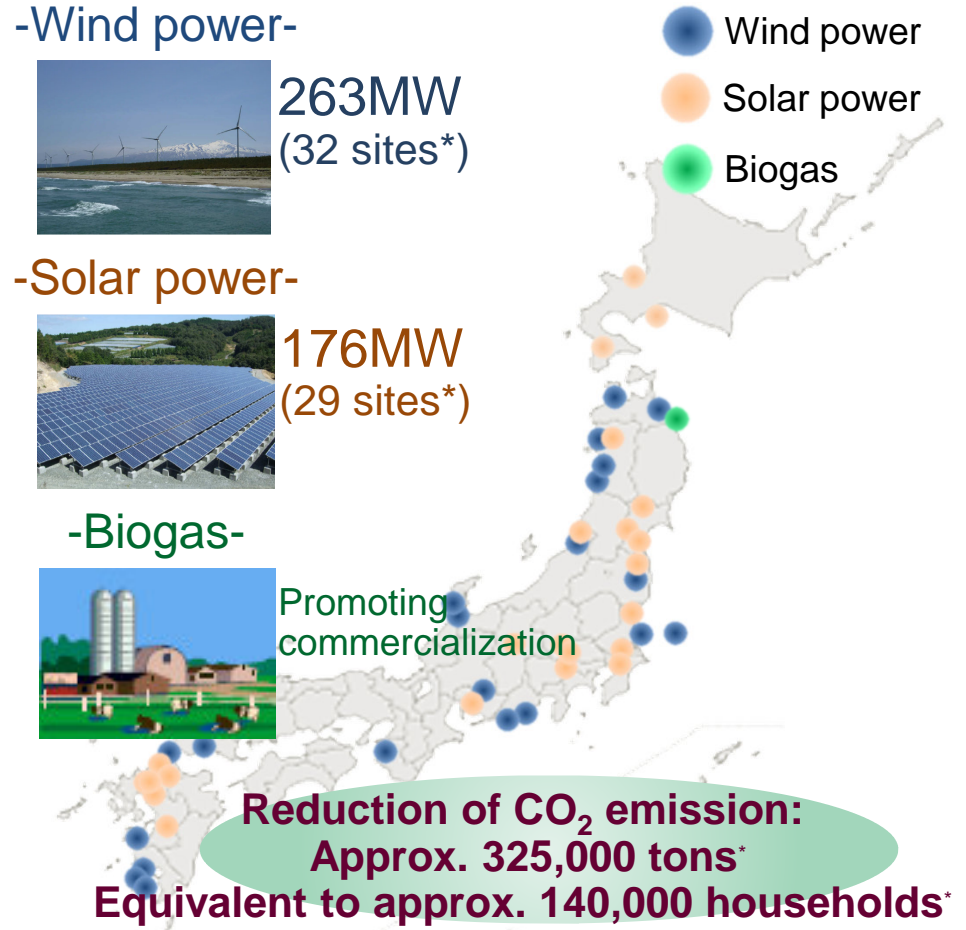 -Wind power-
263MW
(32 sites*)
-Solar power-
176MW
(29 sites*)
-Biogas-
Promoting
commercialization
Wind power
Solar power
Biogas
Reduction of CO₂ emission:
Approx. 325,000 tons*
Equivalent to approx. 140,000 households*